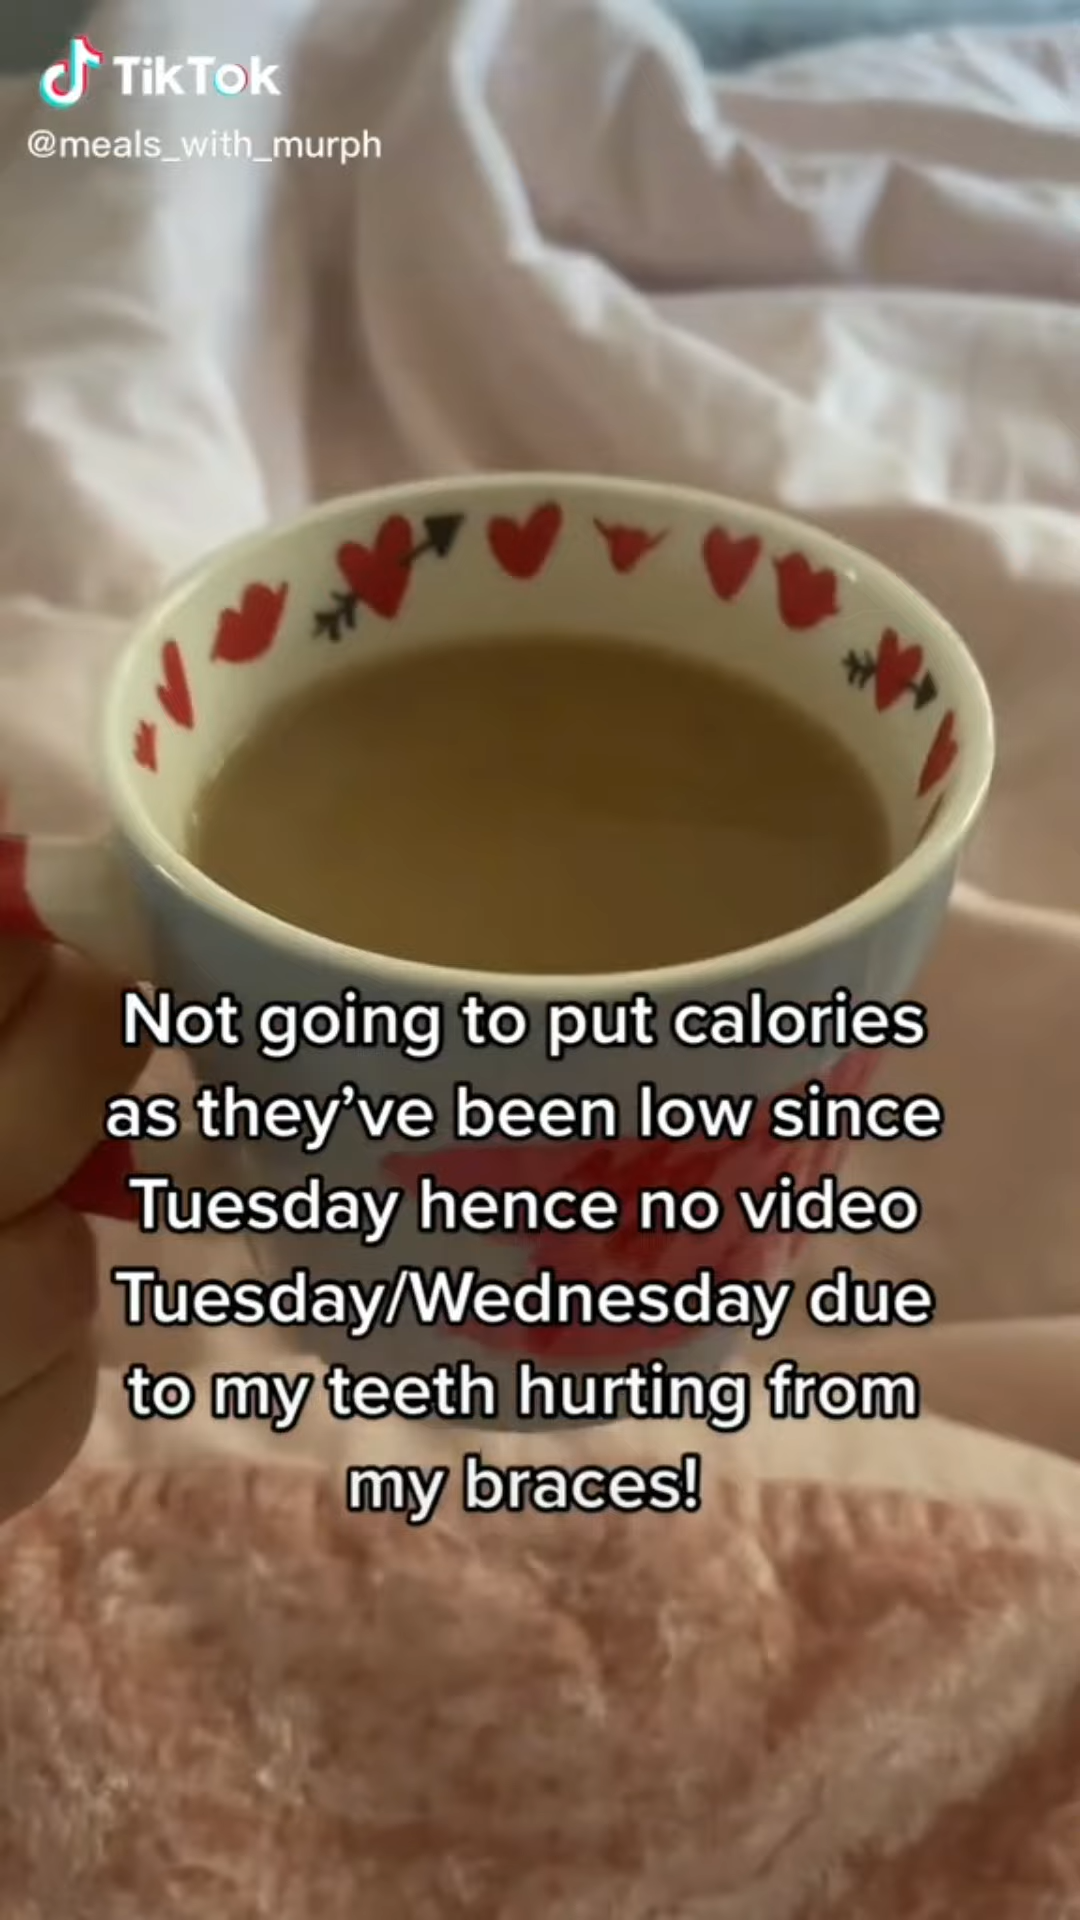 TikTok
@meals_with_murph
Not going to put calories
as they've been low since
Tuesday hence no video
Tuesday/Wednesday due
to my teeth hurting from
my braces!